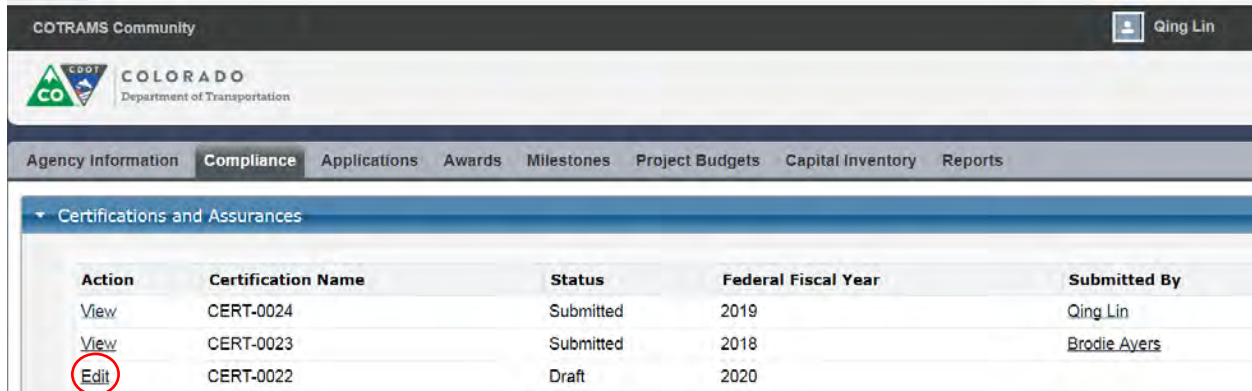 COTRAMS Community Qing Lin
CDOT
CO
COLORADO
Department of Transportation
Agency Information Compliance Applications Awards Milestones Project Budgets Capital Inventory Reports
Certifications and Assurances
Action Certification Name Status Federal Fiscal Year Submitted By
View CERT-0024 Submitted 2019 Qing Lin
View CERT-0023 Submitted 2018 Brodie Ayers
Edit CERT-0022 Draft 2020